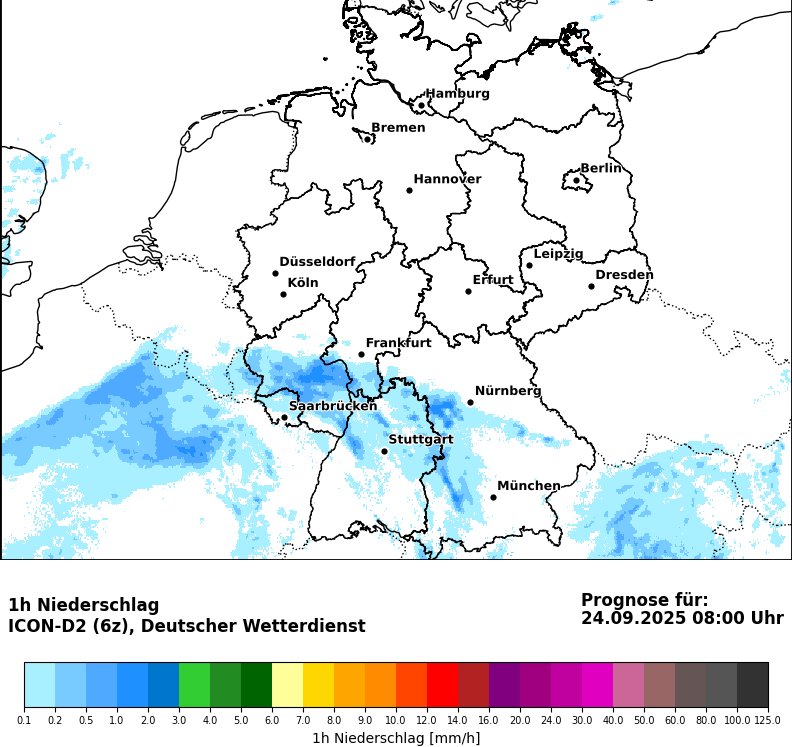 Hamburg
Bremen
Berlin
Hannover
Leipzig
Düsseldorf
Dresden
Köln
Erfurt
Frankfurt
Nürnberg
Saarbrücken
Stuttgart
München
1h Niederschlag
ICON-D2 (6z), Deutscher Wetterdienst
Prognose für:
24.09.2025 08:00 Uhr
0.1 0.2 0.5 1.0 2.0 3.0 4.0 5.0 6.0 7.0 9.0 10.0 12.0 14.0 16.0 20.0 24.0 30.0 40.0 50.0 60.0 80.0 100.0 125.0
1h Niederschlag [mm/h]